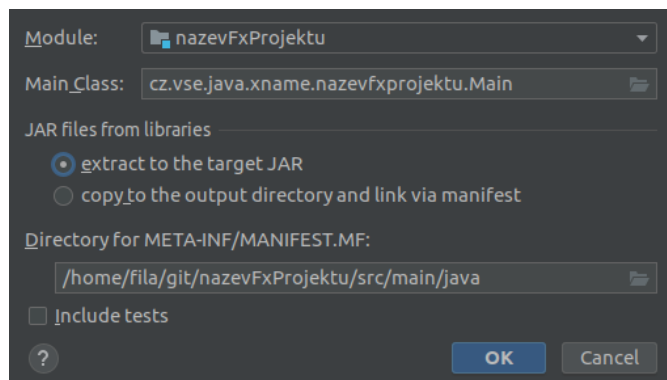 Module: nazevFxProjektu
Main Class: cz.vse.java.xname.nazevfxprojektu.Main
JAR files from libraries
extract to the target JAR
copy to the output directory and link via manifest
Directory for META-INF/MANIFEST.MF:
/home/fila/git/nazevFxProjektu/src/main/java
Include tests
? OK Cancel